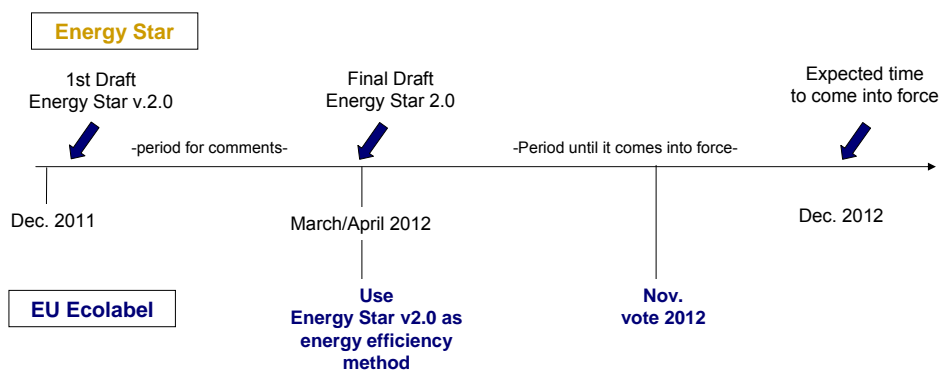 Energy Star
1st Draft
Energy Star v.2.0
Final Draft
Energy Star 2.0
Expected time
to come into force
-period for comments-
-Period until it comes into force-
Dec. 2011
March/April 2012
Dec. 2012
EU Ecolabel
Use
Energy Star v2.0 as
energy efficiency
method
Nov.
vote 2012